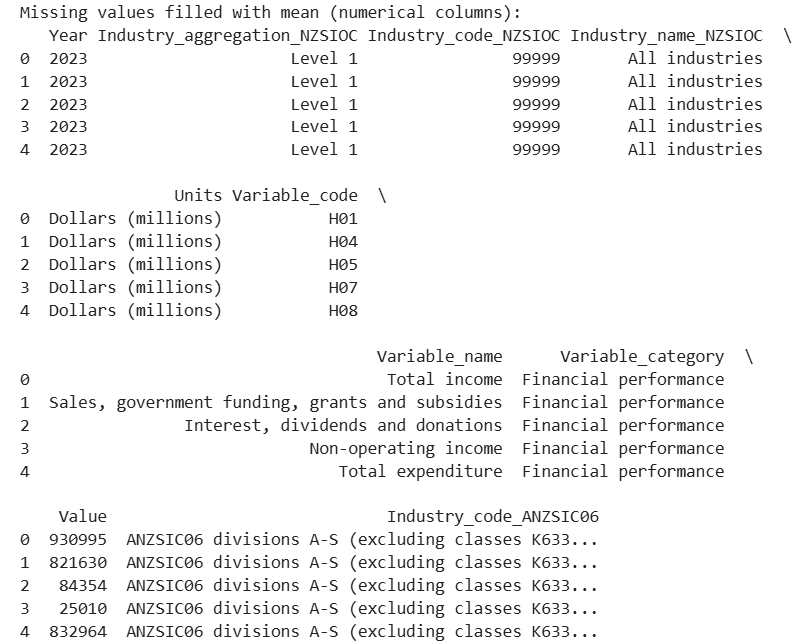 Missing values filled with mean (numerical columns):
   Year Industry_aggregation_NZSIOC Industry_code_NZSIOC Industry_name_NZSIOC  \
0  2023                     Level 1                99999       All industries
1  2023                     Level 1                99999       All industries
2  2023                     Level 1                99999       All industries
3  2023                     Level 1                99999       All industries
4  2023                     Level 1                99999       All industries

                Units Variable_code  \
0  Dollars (millions)           H01
1  Dollars (millions)           H04
2  Dollars (millions)           H05
3  Dollars (millions)           H07
4  Dollars (millions)           H08

                                     Variable_name      Variable_category  \
0                                     Total income  Financial performance
1  Sales, government funding, grants and subsidies  Financial performance
2                Interest, dividends and donations  Financial performance
3                             Non-operating income  Financial performance
4                                Total expenditure  Financial performance

    Value                              Industry_code_ANZSIC06
0  930995  ANZSIC06 divisions A-S (excluding classes K633...
1  821630  ANZSIC06 divisions A-S (excluding classes K633...
2   84354  ANZSIC06 divisions A-S (excluding classes K633...
3   25010  ANZSIC06 divisions A-S (excluding classes K633...
4  832964  ANZSIC06 divisions A-S (excluding classes K633...